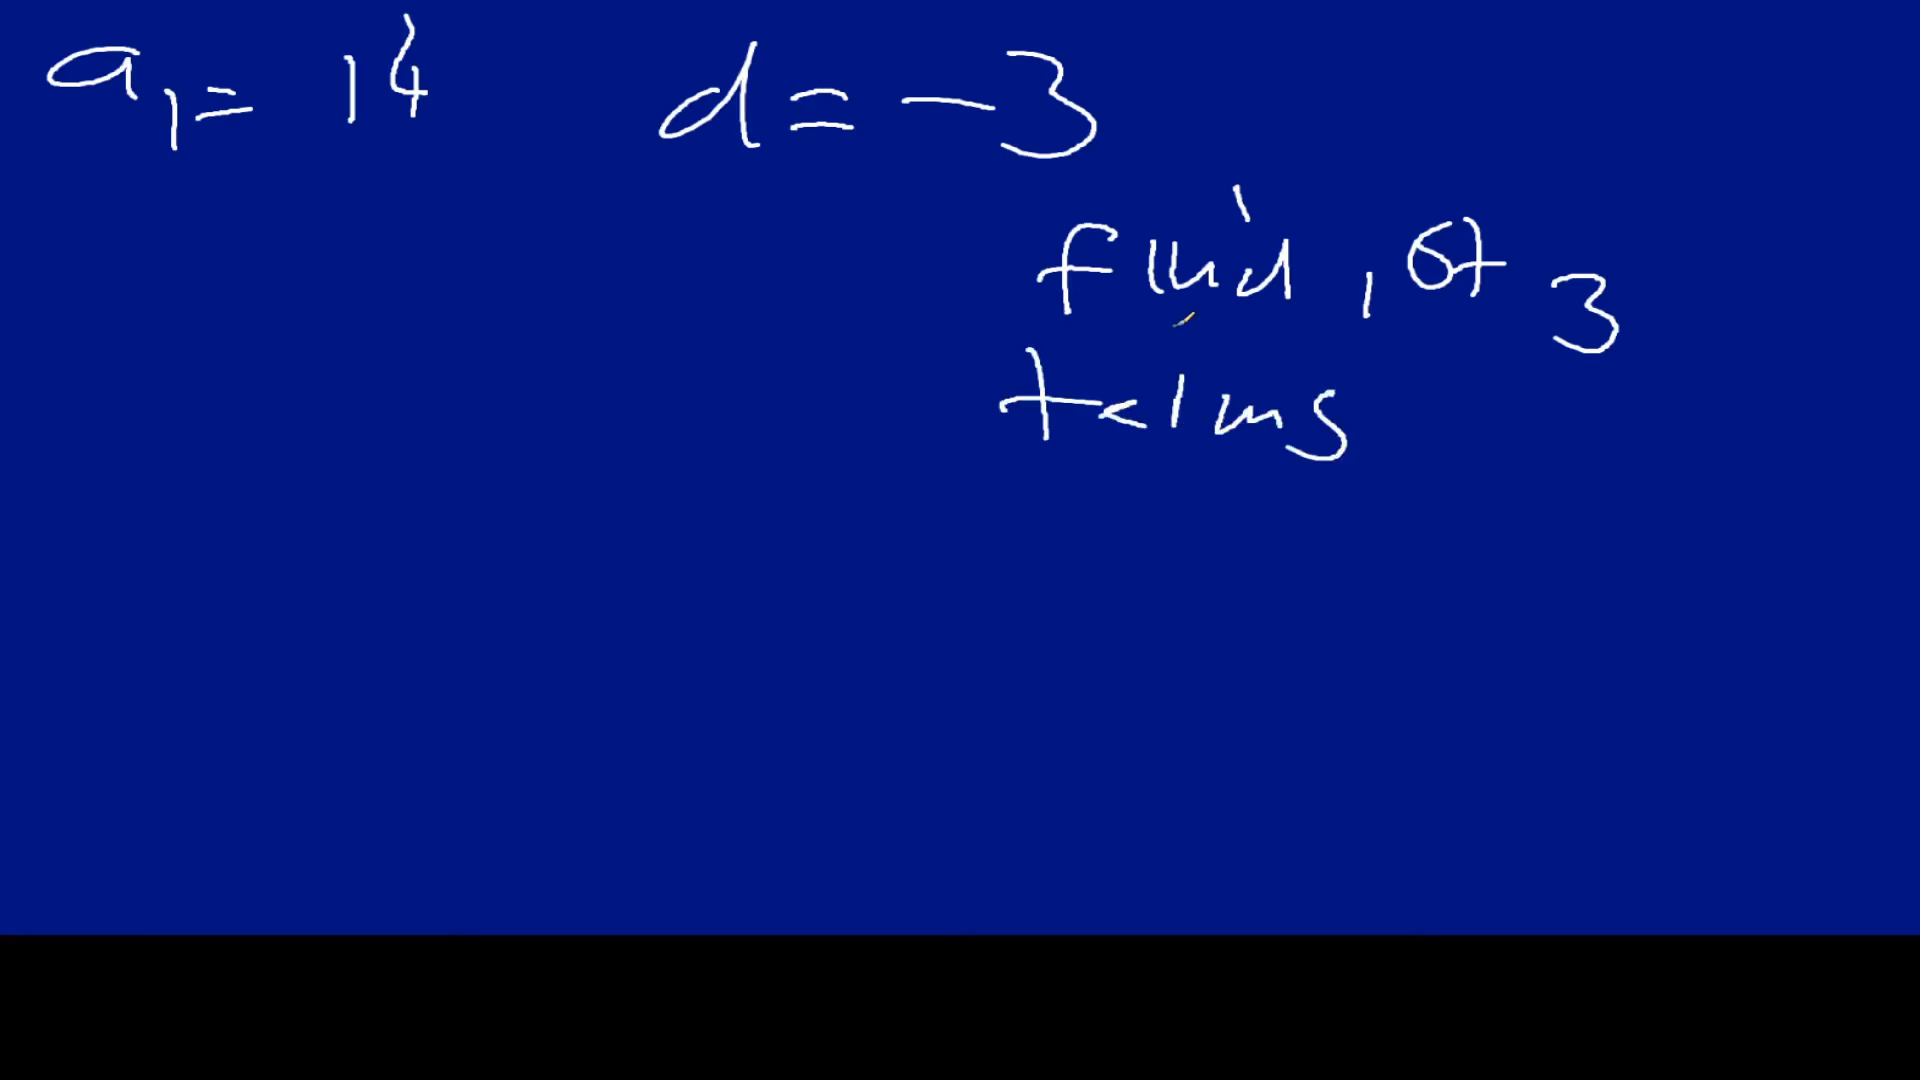 a₁ = 14 d = -3
find 1st 3
terms